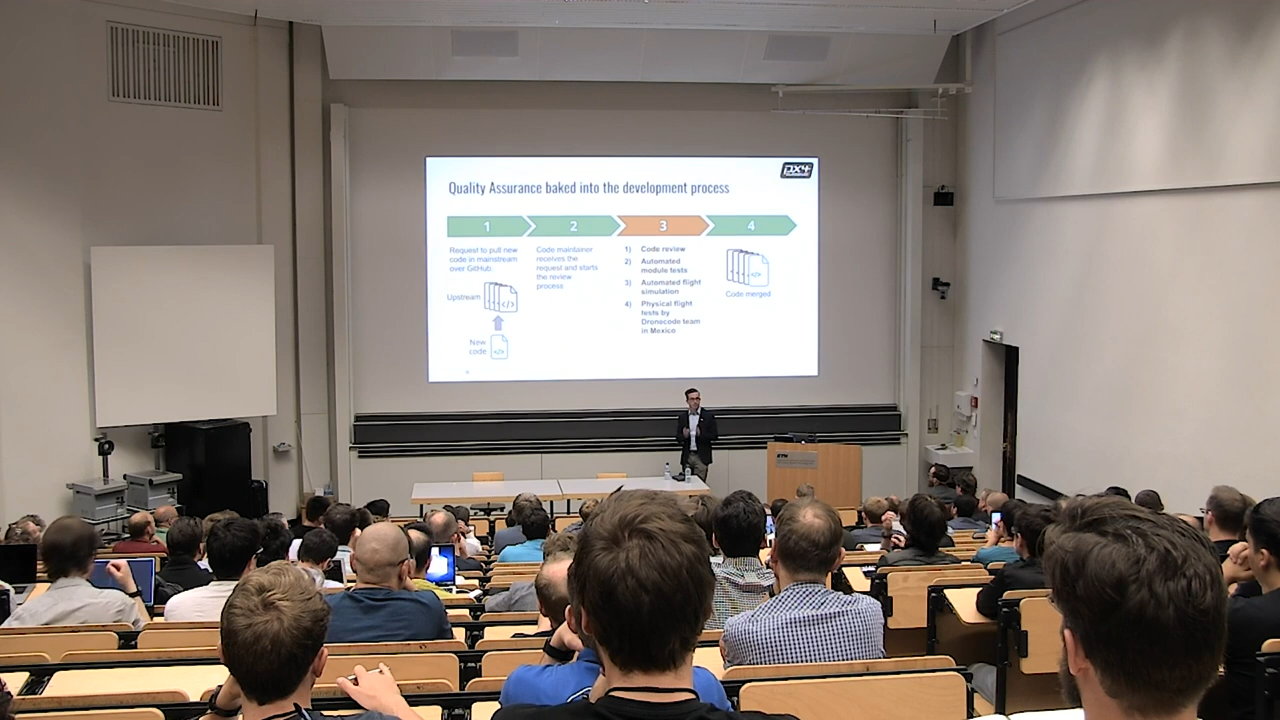 PX4
Quality Assurance baked into the development process
1 2 3 4
Request to pull new
code in mainstream
over GitHub.
Upstream
</>
New
code
</>
Code maintainer
receives the
request and starts
the review
process
1) Code review
2) Automated
module tests
3) Automated flight
simulation
4) Physical flight
tests by
Dronecode team
in Mexico
</>
Code merged
ETH